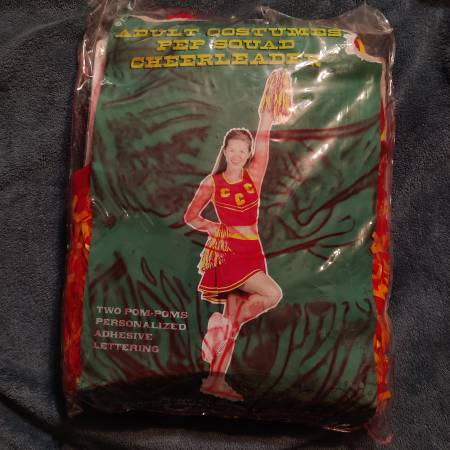 ADULT COSTUMES
PEP SQUAD
CHEERLEADER
C C
C
TWO POM-POMS
PERSONALIZED
ADHESIVE
LETTERING